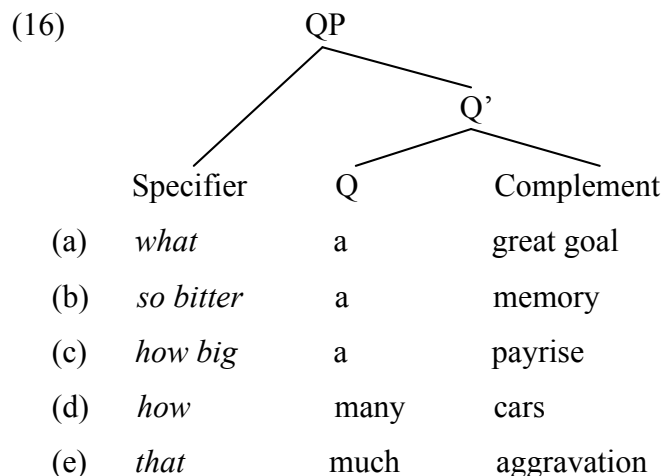 (16) QP
Q’
Specifier Q Complement
(a) what a great goal
(b) so bitter a memory
(c) how big a payrise
(d) how many cars
(e) that much aggravation